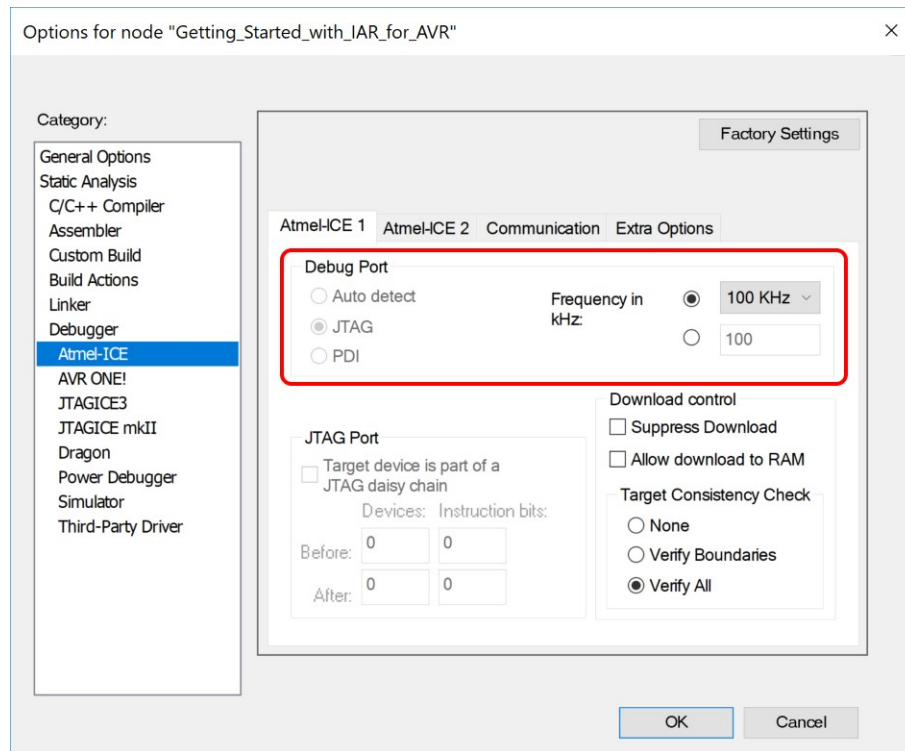 Options for node "Getting_Started_with_IAR_for_AVR"
Category:
General Options
Static Analysis
C/C++ Compiler
Assembler
Custom Build
Build Actions
Linker
Debugger
Atmel-ICE
AVR ONE!
JTAGICE3
JTAGICE mkII
Dragon
Power Debugger
Simulator
Third-Party Driver
Factory Settings
Atmel-ICE 1 Atmel-ICE 2 Communication Extra Options
Debug Port
Auto detect
JTAG
PDI
Frequency in
kHz:
100 KHz
100
JTAG Port
Target device is part of a
JTAG daisy chain
Devices: Instruction bits:
Before: 0 0
After: 0 0
Download control
Suppress Download
Allow download to RAM
Target Consistency Check
None
Verify Boundaries
Verify All
OK Cancel